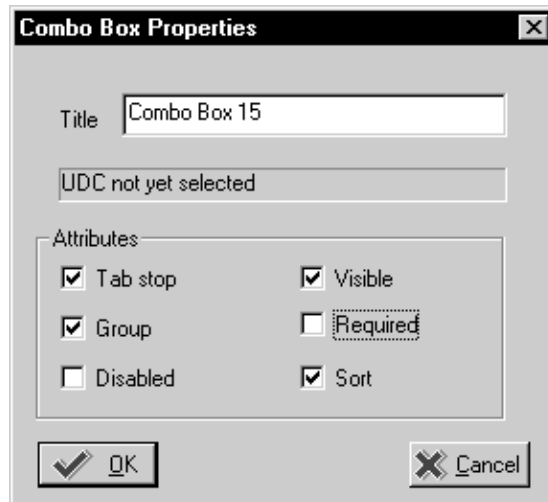 Combo Box Properties
Title Combo Box 15
UDC not yet selected
Attributes
Tab stop Visible
Group Required
Disabled Sort
OK Cancel